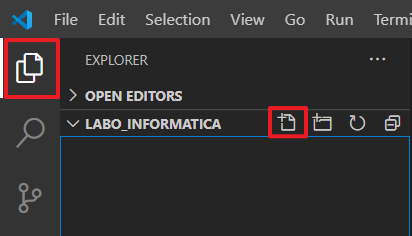 File Edit Selection View Go Run Termi
EXPLORER
OPEN EDITORS
LABO_INFORMATICA